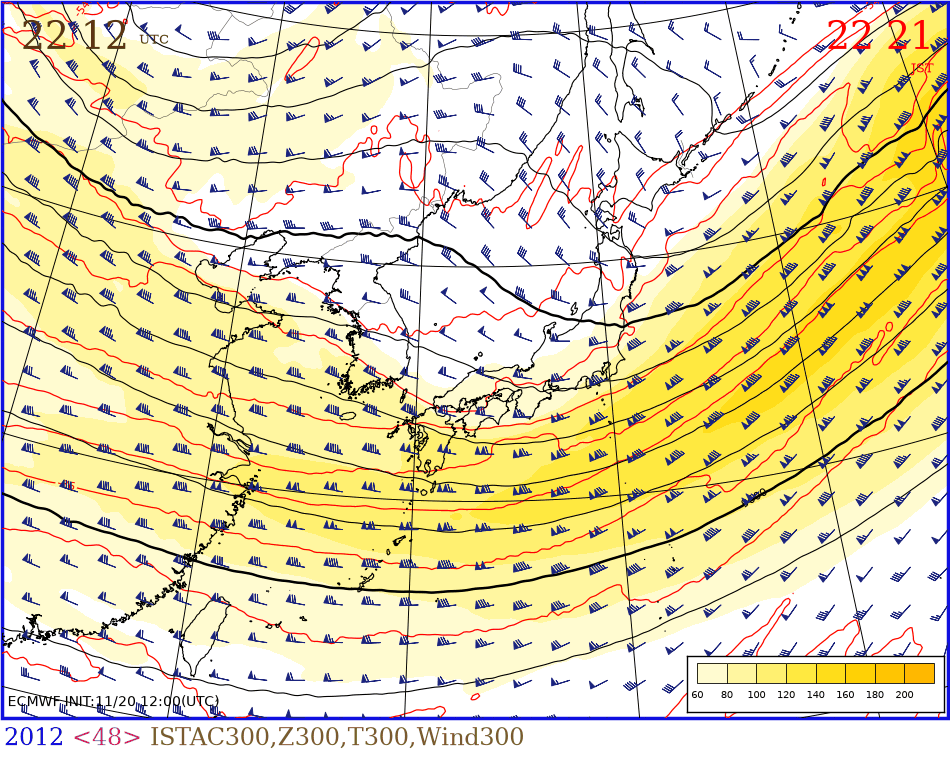 22 12 UTC
22 21
JST
60 80 100 120 140 160 180 200
ECMWF INIT:11/20 12:00(UTC)
2012 <48> ISTAC300,Z300,T300,Wind300